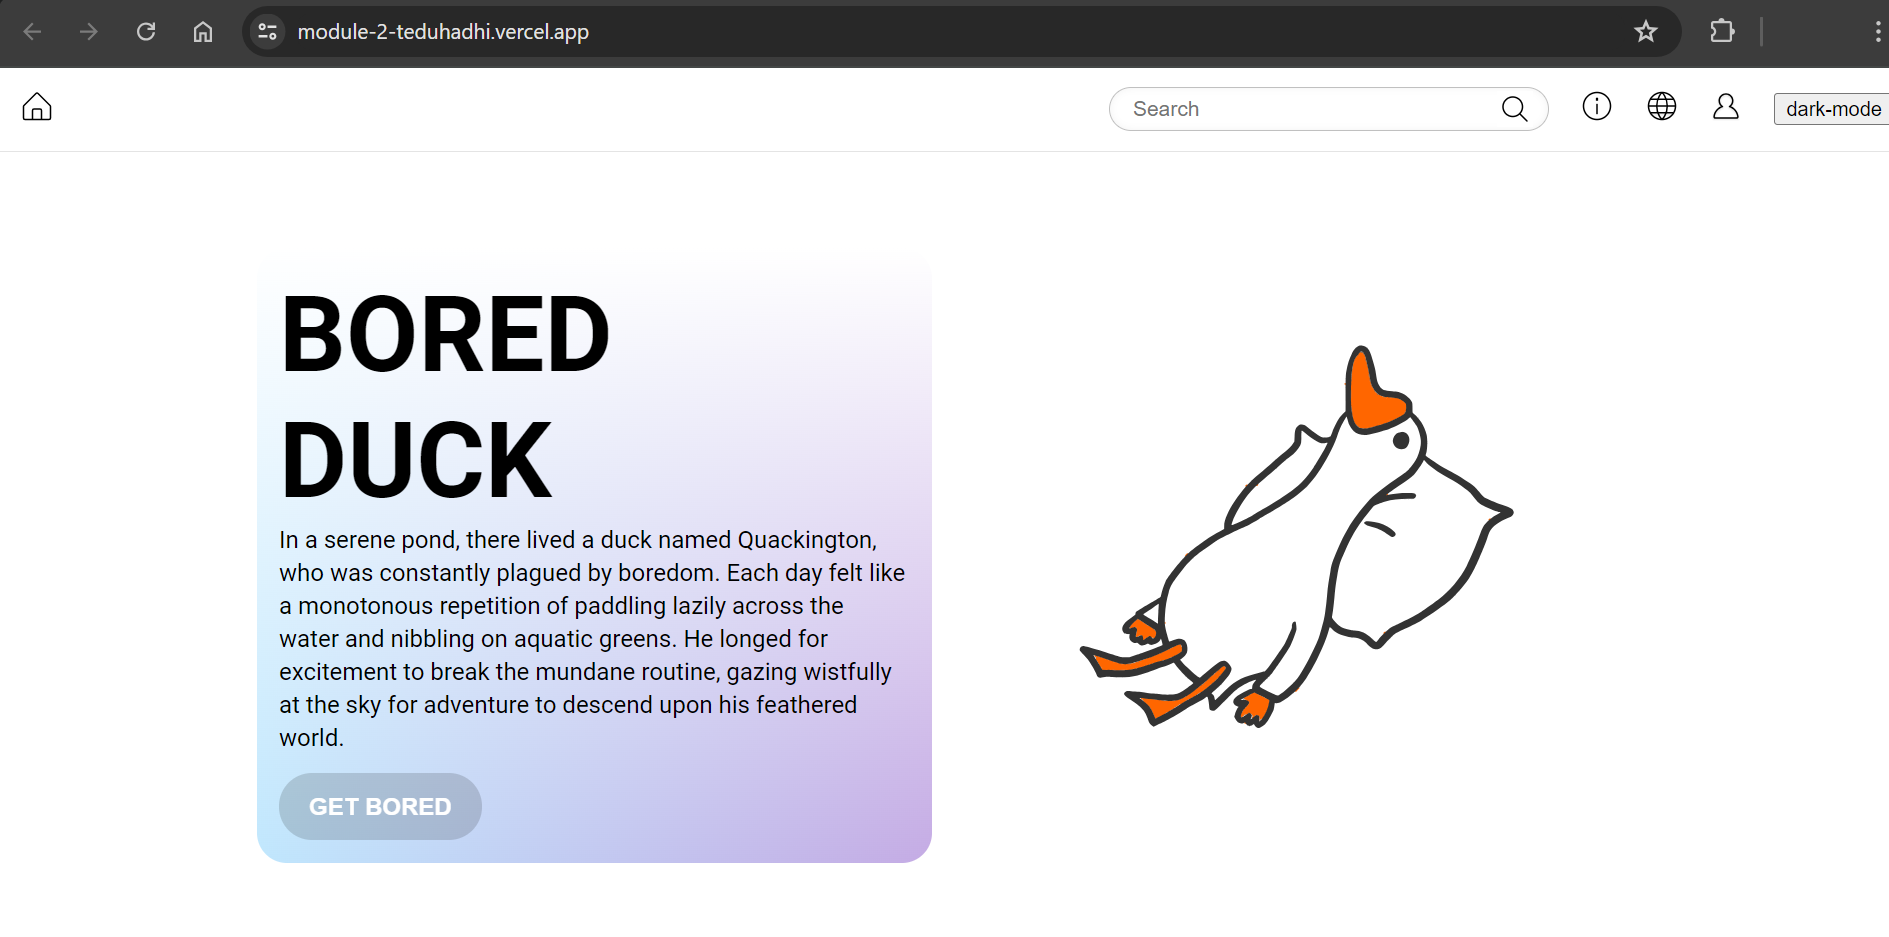 module-2-teduhadhi.vercel.app
Search
dark-mode
BORED
DUCK
In a serene pond, there lived a duck named Quackington,
who was constantly plagued by boredom. Each day felt like
a monotonous repetition of paddling lazily across the
water and nibbling on aquatic greens. He longed for
excitement to break the mundane routine, gazing wistfully
at the sky for adventure to descend upon his feathered
world.
GET BORED